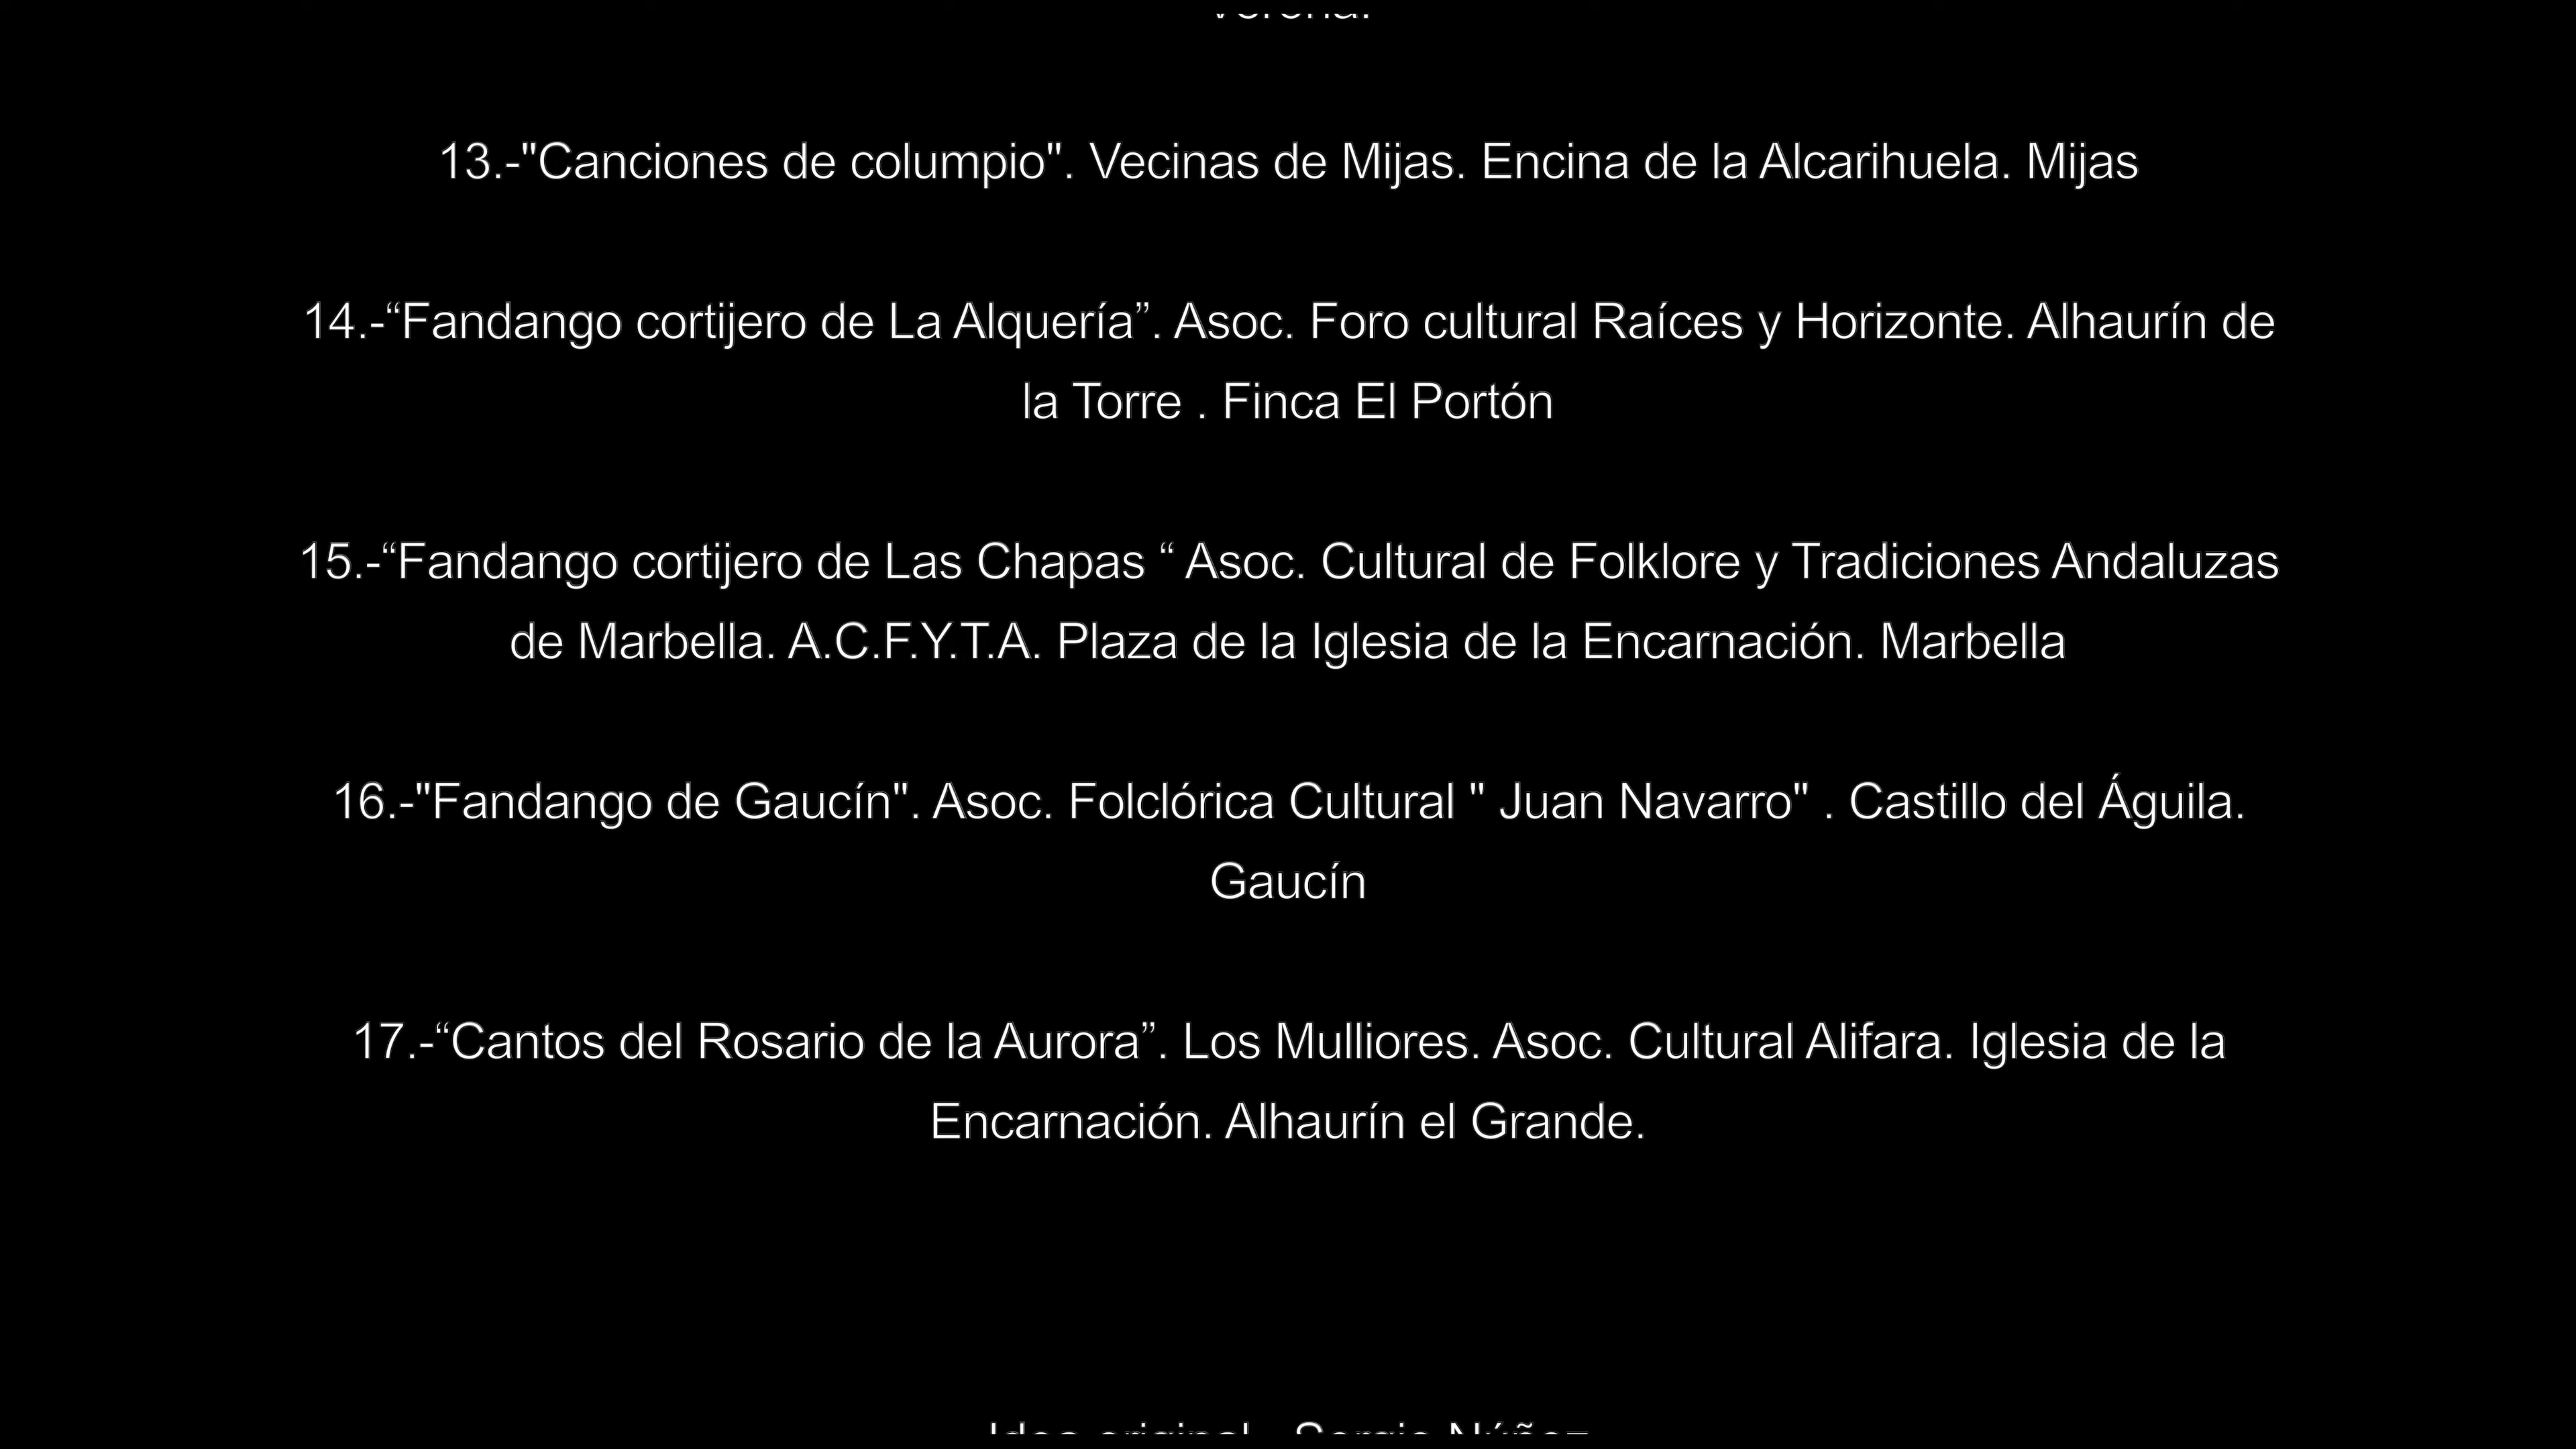 13.-"Canciones de columpio". Vecinas de Mijas. Encina de la Alcarihuela. Mijas
14.-“Fandango cortijero de La Alquería”. Asoc. Foro cultural Raíces y Horizonte. Alhaurín de
la Torre . Finca El Portón
15.-“Fandango cortijero de Las Chapas “ Asoc. Cultural de Folklore y Tradiciones Andaluzas
de Marbella. A.C.F.Y.T.A. Plaza de la Iglesia de la Encarnación. Marbella
16.-"Fandango de Gaucín". Asoc. Folclórica Cultural " Juan Navarro" . Castillo del Águila.
Gaucín
17.-“Cantos del Rosario de la Aurora”. Los Mulliores. Asoc. Cultural Alifara. Iglesia de la
Encarnación. Alhaurín el Grande.
Idea original Sergio Núñez